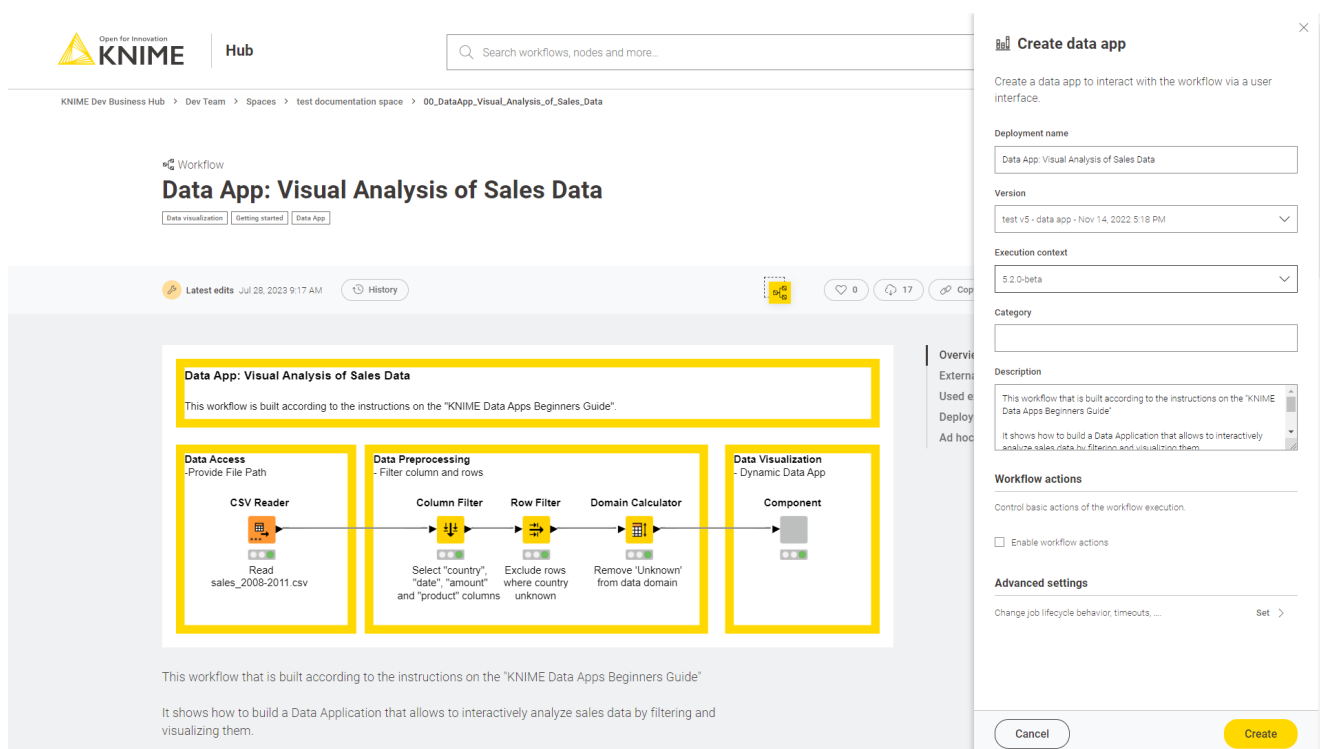 Open for Innovation
KNIME
Hub
Search workflows, nodes and more...
KNIME Dev Business Hub > Dev Team > Spaces > test documentation space > 00_DataApp_Visual_Analysis_of_Sales_Data
Workflow
Data App: Visual Analysis of Sales Data
Data visualization Getting started Data App
Latest edits Jul 28, 2023 9:17 AM History 0 17
Data App: Visual Analysis of Sales Data
This workflow is built according to the instructions on the "KNIME Data Apps Beginners Guide".
Data Access
-Provide File Path
CSV Reader
Read
sales_2008-2011.csv
Data Preprocessing
- Filter column and rows
Column Filter
Select "country",
"date", "amount"
and "product" columns
Row Filter
Exclude rows
where country
unknown
Domain Calculator
Remove 'Unknown'
from data domain
Data Visualization
- Dynamic Data App
Component
Overvie
Externa
Used e
Deploy
Ad hoc
This workflow that is built according to the instructions on the "KNIME Data Apps Beginners Guide"
It shows how to build a Data Application that allows to interactively analyze sales data by filtering and
visualizing them.
Create data app
Create a data app to interact with the workflow via a user
interface.
Deployment name
Data App: Visual Analysis of Sales Data
Version
test v5 - data app - Nov 14, 2022 5:18 PM
Execution context
5.2.0-beta
Category
Description
This workflow that is built according to the instructions on the "KNIME
Data Apps Beginners Guide"
It shows how to build a Data Application that allows to interactively
analyze sales data by filtering and visualizing them
Workflow actions
Control basic actions of the workflow execution.
Enable workflow actions
Advanced settings
Change job lifecycle behavior, timeouts, ....
Set
Cancel
Create